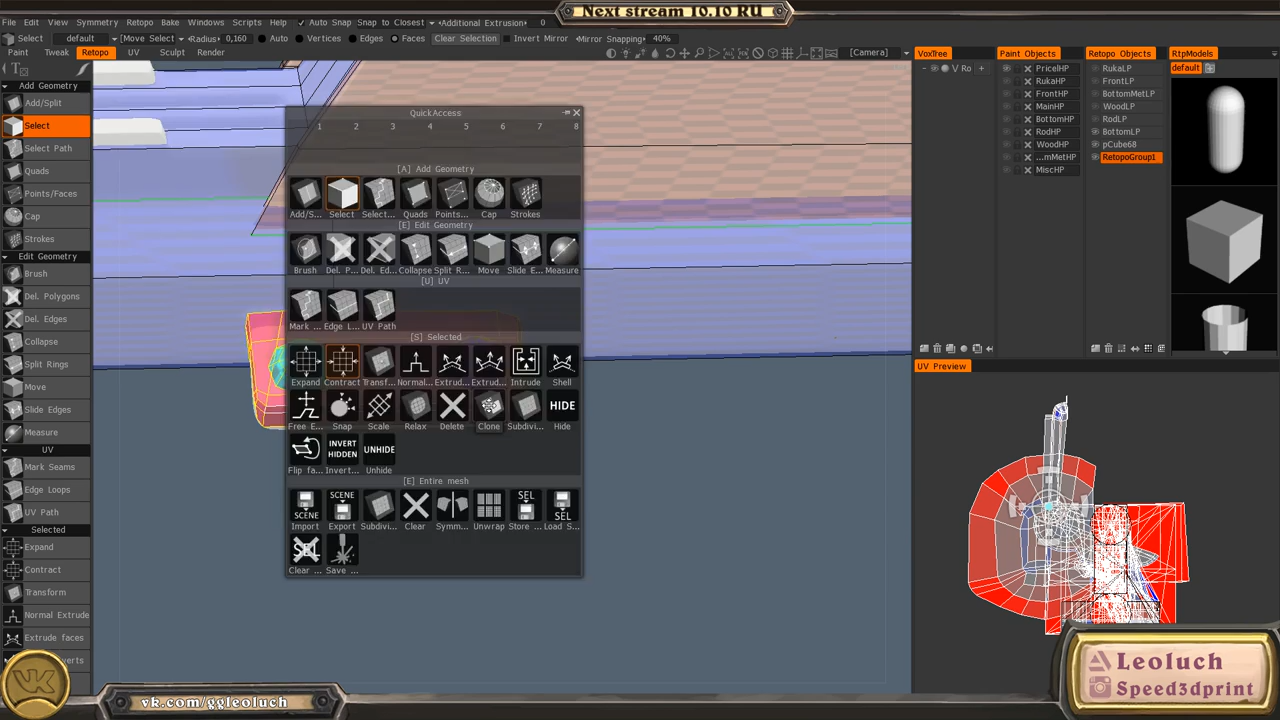 Next stream 10.10 RU
File Edit View Symmetry Retopo Bake Windows Scripts Help Auto Snap Snap to Closest Additional Extrusion 0
Select default [Move Select] Radius: 0,160 Auto Vertices Edges Faces Clear Selection Invert Mirror Mirror Snapping 40%
Paint Tweak Retopo UV Sculpt Render [Camera]
Add Geometry
Add/Split
Select
Select Path
Quads
Points/Faces
Cap
Strokes
Edit Geometry
Brush
Del. Polygons
Del. Edges
Collapse
Split Rings
Move
Slide Edges
Measure
UV
Mark Seams
Edge Loops
UV Path
Selected
Expand
Contract
Transform
Normal Extrude
Extrude faces
QuickAccess
1 2 3 4 5 6 7 8
[A] Add Geometry
Add/S... Select Select... Quads Points... Cap Strokes
[E] Edit Geometry
Brush Del. P... Del. Ed... Collapse Split R... Move Slide E... Measure
[U] UV
Mark ... Edge L... UV Path
[S] Selected
Expand Contract Transf... Normal... Extrud... Extrud... Intrude Shell
HIDE
Free E... Snap Scale Relax Delete Clone Subdivi... Hide
INVERT HIDDEN UNHIDE
Flip fa... Invert... Unhide
[E] Entire mesh
SCENE SCENE SEL SEL
Import Export Subdivi... Clear Symm... Unwrap Store ... Load S...
SEL
Clear ... Save ...
VoxTree
V Ro +
Paint Objects
PricelHP
RukaHP
FrontHP
MainHP
BottomHP
RodHP
WoodHP
...mMetHP
MiscHP
Retopo Objects
RukaLP
FrontLP
BottomMetLP
WoodLP
RodLP
BottomLP
pCube68
RetopoGroup1
RtpModels
default
UV Preview
VK
vk.com/ggleoluch
Leoluch
Speed3dprint